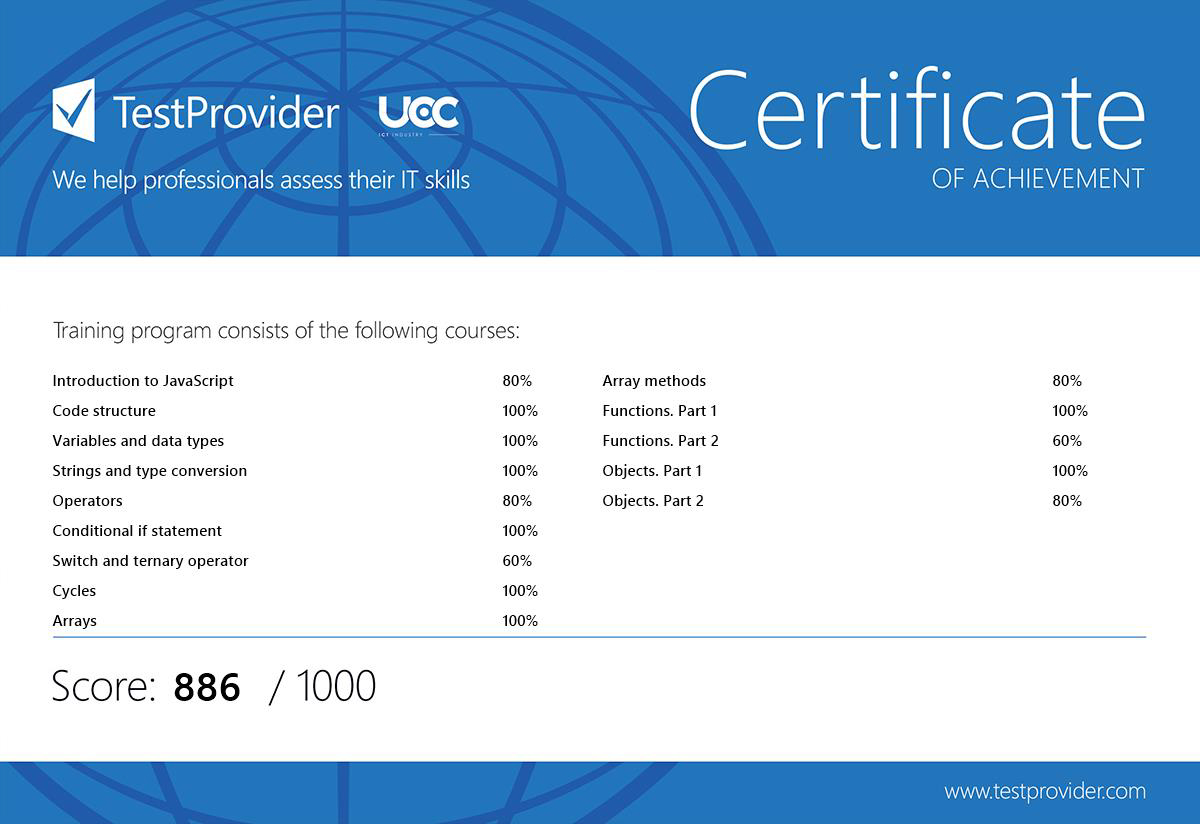 TestProvider
UCC
ICT INDUSTRY
We help professionals assess their IT skills
Certificate
OF ACHIEVEMENT
Training program consists of the following courses:
Introduction to JavaScript 80%
Code structure 100%
Variables and data types 100%
Strings and type conversion 100%
Operators 80%
Conditional if statement 100%
Switch and ternary operator 60%
Cycles 100%
Arrays 100%
Array methods 80%
Functions. Part 1 100%
Functions. Part 2 60%
Objects. Part 1 100%
Objects. Part 2 80%
Score: 886 / 1000
www.testprovider.com